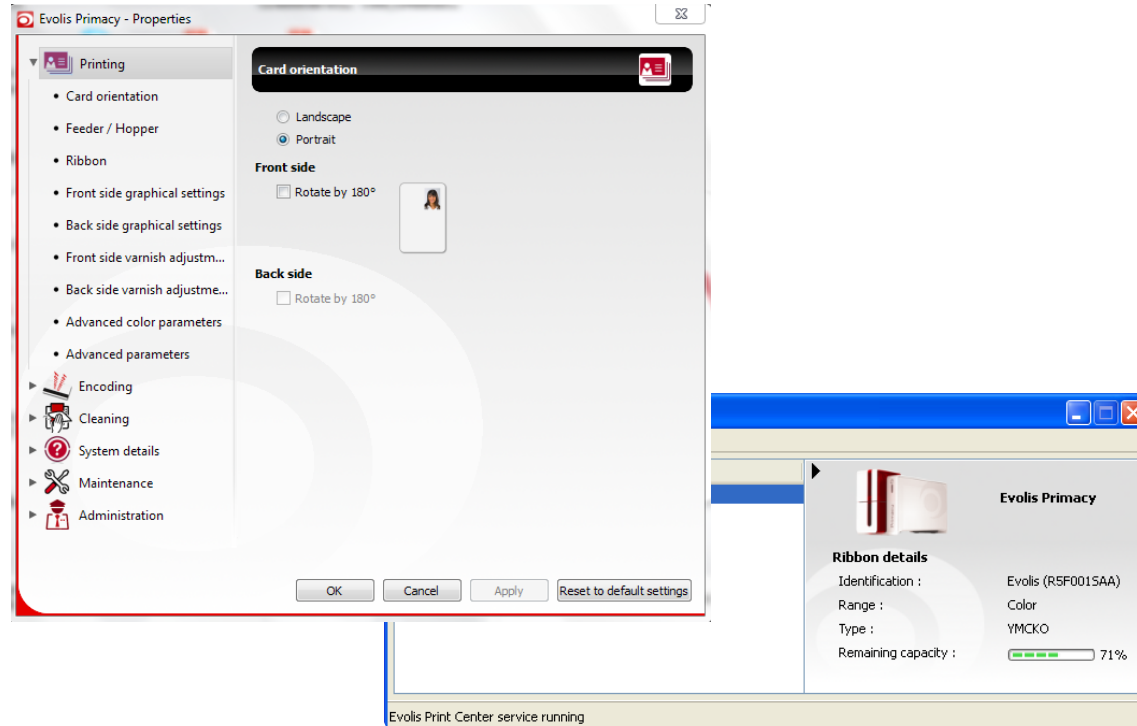 Evolis Primacy - Properties
Printing
Card orientation
Feeder / Hopper
Ribbon
Front side graphical settings
Back side graphical settings
Front side varnish adjustm...
Back side varnish adjustme...
Advanced color parameters
Advanced parameters
Encoding
Cleaning
System details
Maintenance
Administration
Card orientation
Landscape
Portrait
Front side
Rotate by 180°
Back side
Rotate by 180°
OK Cancel Apply Reset to default settings
Evolis Primacy
Ribbon details
Identification : Evolis (R5F001SAA)
Range : Color
Type : YMCKO
Remaining capacity : 71%
Evolis Print Center service running